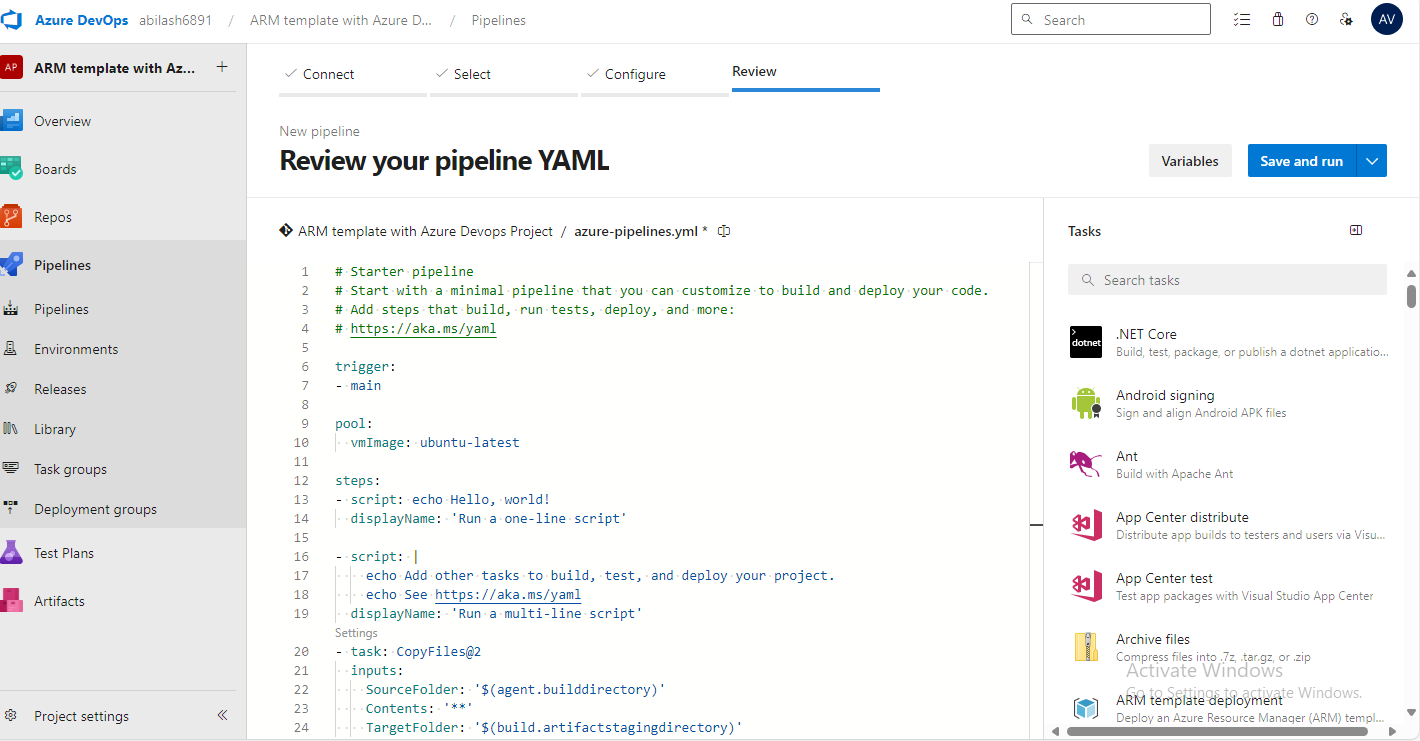 Azure DevOps abilash6891 / ARM template with Azure D... / Pipelines
Search
AV
AP ARM template with Az... +
Overview
Boards
Repos
Pipelines
Pipelines
Environments
Releases
Library
Task groups
Deployment groups
Test Plans
Artifacts
Project settings
Connect
Select
Configure
Review
New pipeline
Review your pipeline YAML
Variables
Save and run
ARM template with Azure Devops Project / azure-pipelines.yml *
1 # Starter pipeline
2 # Start with a minimal pipeline that you can customize to build and deploy your code.
3 # Add steps that build, run tests, deploy, and more:
4 # https://aka.ms/yaml
5
6 trigger:
7 - main
8
9 pool:
10 vmImage: ubuntu-latest
11
12 steps:
13 - script: echo Hello, world!
14 displayName: 'Run a one-line script'
15
16 - script: |
17 echo Add other tasks to build, test, and deploy your project.
18 echo See https://aka.ms/yaml
19 displayName: 'Run a multi-line script'
Settings
20 - task: CopyFiles@2
21 inputs:
22 SourceFolder: '$(agent.builddirectory)'
23 Contents: '**'
24 TargetFolder: '$(build.artifactstagingdirectory)'
Tasks
Search tasks
dotnet
.NET Core
Build, test, package, or publish a dotnet applicatio...
Android signing
Sign and align Android APK files
Ant
Build with Apache Ant
App Center distribute
Distribute app builds to testers and users via Visu...
App Center test
Test app packages with Visual Studio App Center
Archive files
Compress files into .7z, .tar.gz, or .zip
Activate Windows
Go to Settings to activate Windows.
ARM template deployment
Deploy an Azure Resource Manager (ARM) templ...